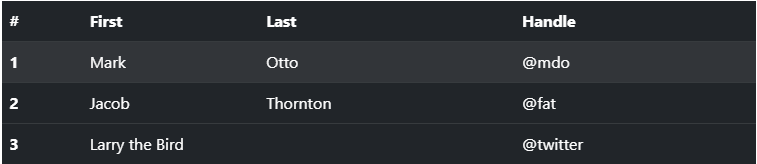 # First Last Handle
1 Mark Otto @mdo
2 Jacob Thornton @fat
3 Larry the Bird @twitter